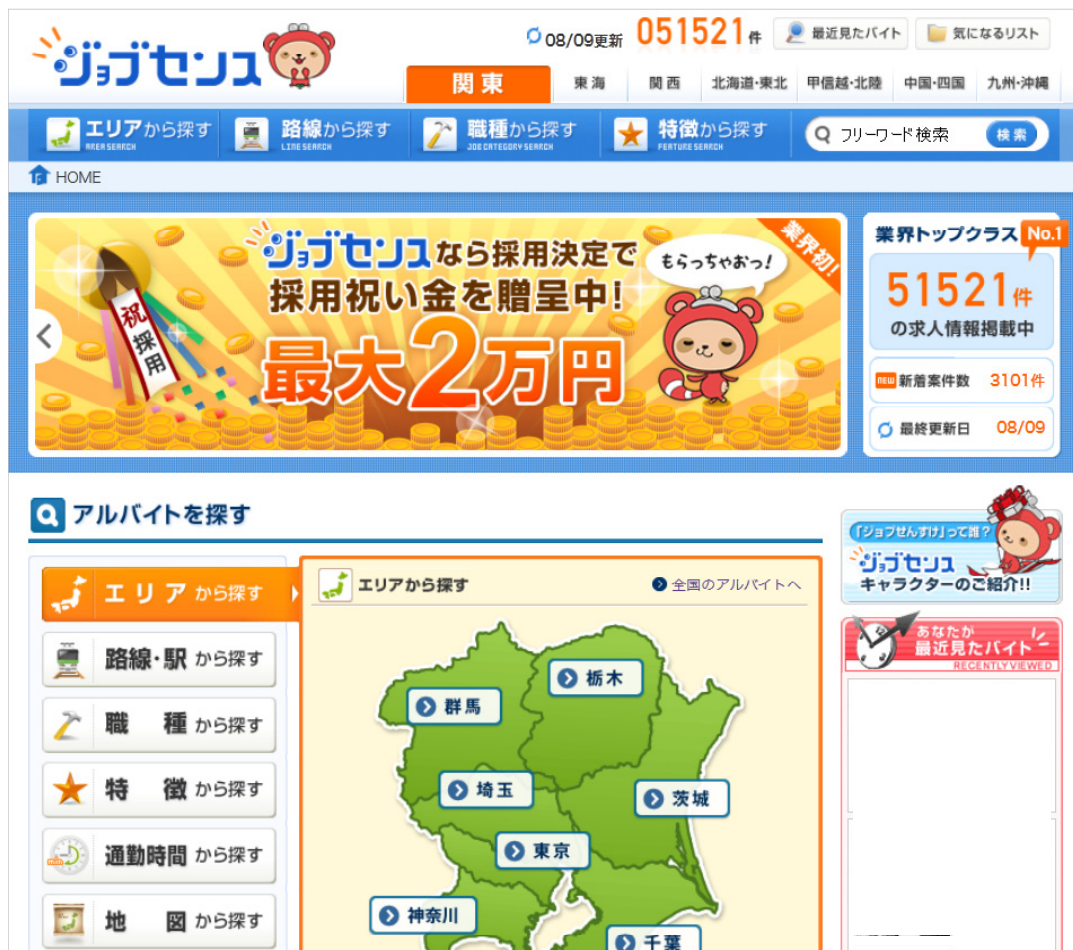 ジョブセンス
08/09更新 051521件 最近見たバイト 気になるリスト
関東 東海 関西 北海道・東北 甲信越・北陸 中国・四国 九州・沖縄
エリアから探す 路線から探す 職種から探す 特徴から探す フリーワード検索 検索
AREA SEARCH LINE SEARCH JOB CATEGORY SEARCH FEATURE SEARCH
HOME
ジョブセンスなら採用決定で
採用祝い金を贈呈中!
最大2万円
祝採用
もらっちゃおっ!
業界初!
業界トップクラス No.1
51521件
の求人情報掲載中
NEW 新着案件数 3101件
最終更新日 08/09
アルバイトを探す
「ジョブせんすけ」って誰?
ジョブセンス
キャラクターのご紹介!!
エリアから探す
路線・駅から探す
職種から探す
特徴から探す
通勤時間から探す
地図から探す
エリアから探す 全国のアルバイトへ
栃木
群馬
埼玉
茨城
東京
神奈川
千葉
あなたが
最近見たバイト
RECENTLY VIEWED